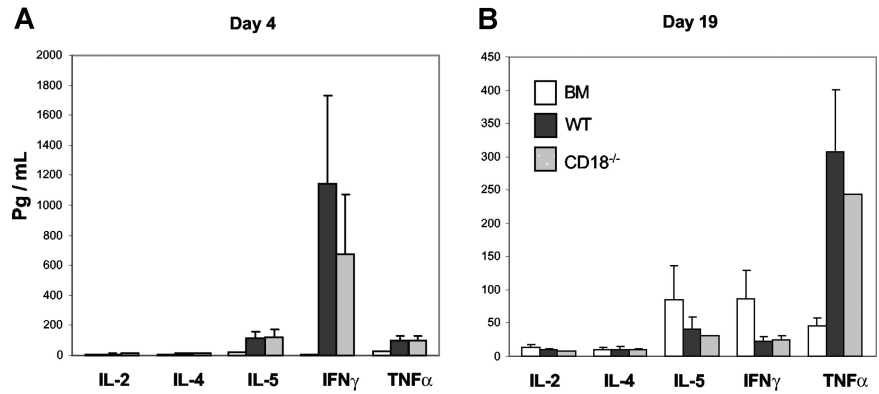 A
Day 4
Pg / mL
2000
1800
1600
1400
1200
1000
800
600
400
200
0
IL-2 IL-4 IL-5 IFNγ TNFα
B
Day 19
450
400
350
300
250
200
150
100
50
0
BM
WT
CD18-/-
IL-2 IL-4 IL-5 IFNγ TNFα